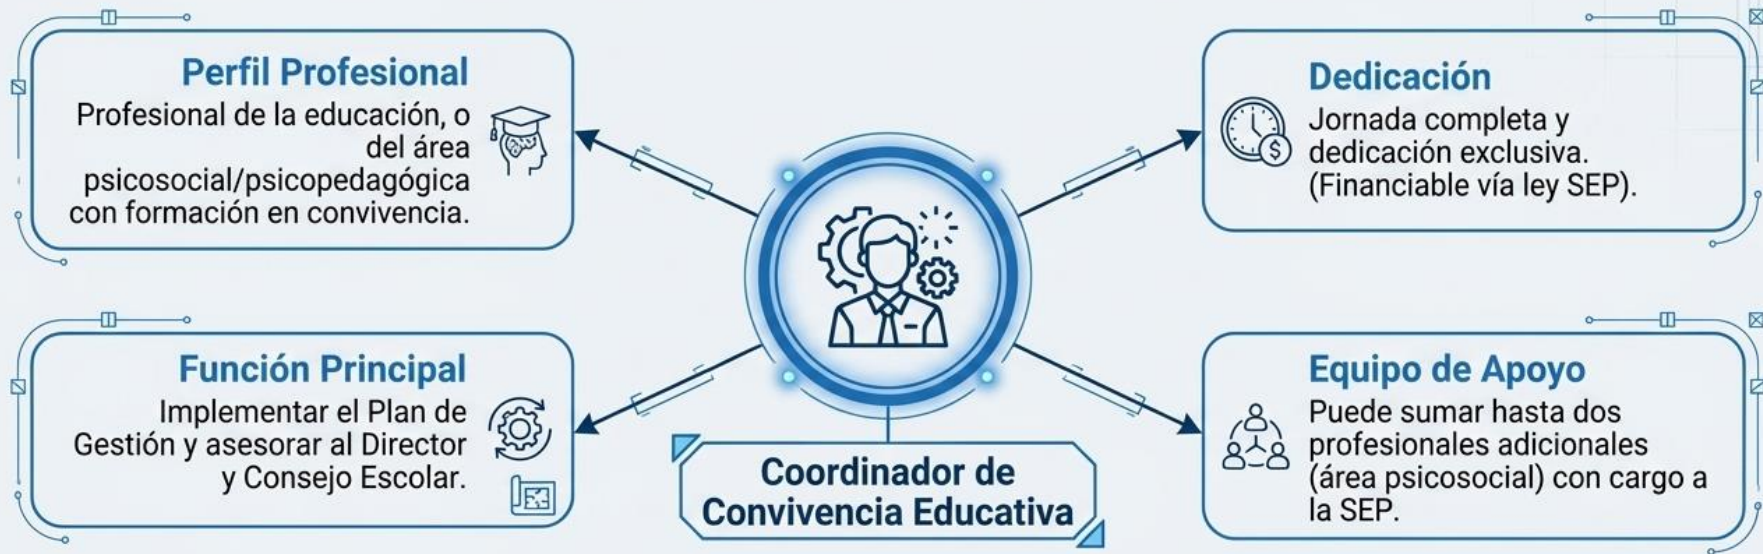 Perfil Profesional
Profesional de la educación, o
del área
psicosocial/psicopedagógica
con formación en convivencia.
Dedicación
Jornada completa y
dedicación exclusiva.
(Financiable vía ley SEP).
Función Principal
Implementar el Plan de
Gestión y asesorar al Director
y Consejo Escolar.
Coordinador de
Convivencia Educativa
Equipo de Apoyo
Puede sumar hasta dos
profesionales adicionales
(área psicosocial) con cargo a
la SEP.